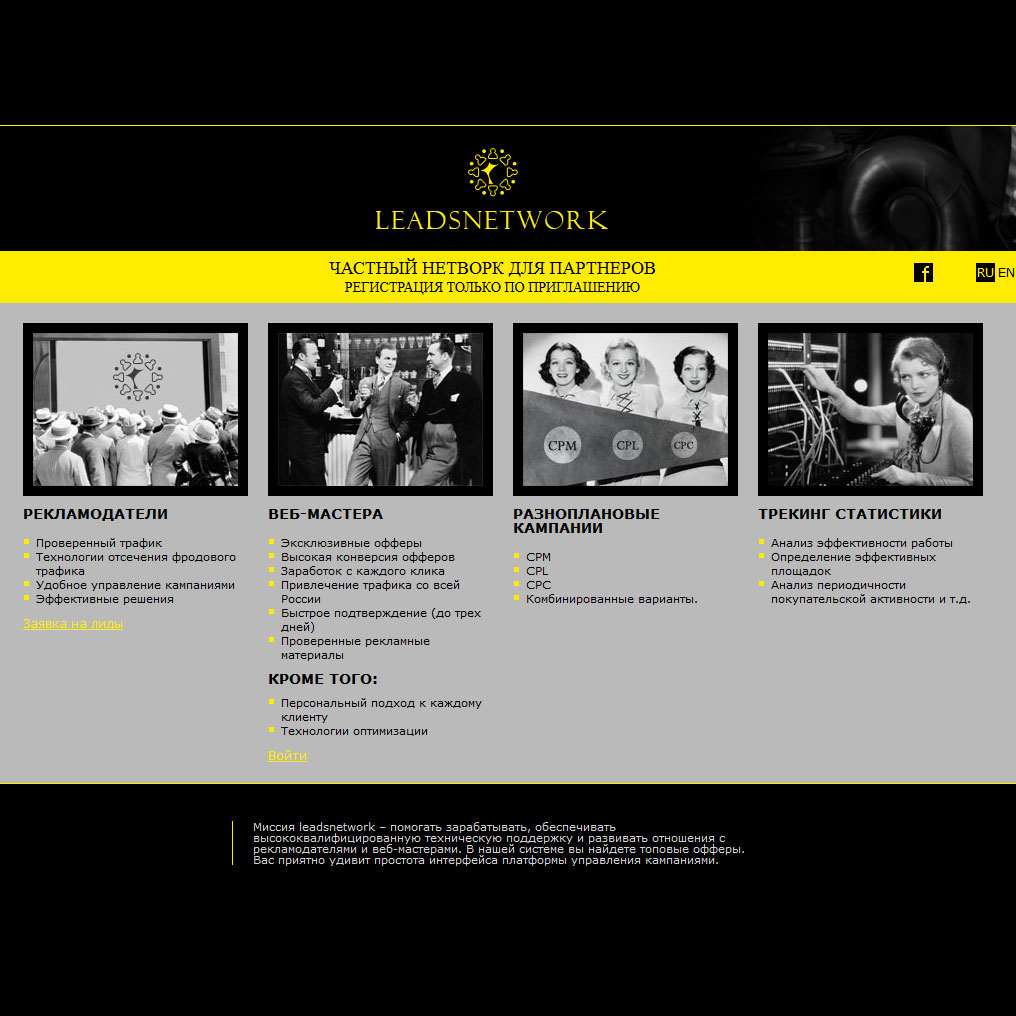 LEADSNETWORK
ЧАСТНЫЙ НЕТВОРК ДЛЯ ПАРТНЕРОВ
РЕГИСТРАЦИЯ ТОЛЬКО ПО ПРИГЛАШЕНИЮ
f
RU EN
РЕКЛАМОДАТЕЛИ
Проверенный трафик
Технологии отсечения фродового
трафика
Удобное управление кампаниями
Эффективные решения
Заявка на лиды
ВЕБ-МАСТЕРА
Эксклюзивные офферы
Высокая конверсия офферов
Заработок с каждого клика
Привлечение трафика со всей
России
Быстрое подтверждение (до трех
дней)
Проверенные рекламные
материалы
КРОМЕ ТОГО:
Персональный подход к каждому
клиенту
Технологии оптимизации
Войти
CPM CPL CPC
РАЗНОПЛАНОВЫЕ
КАМПАНИИ
CPM
CPL
CPC
Комбинированные варианты.
ТРЕКИНГ СТАТИСТИКИ
Анализ эффективности работы
Определение эффективных
площадок
Анализ периодичности
покупательской активности и т.д.
Миссия leadsnetwork – помогать зарабатывать, обеспечивать
высококвалифицированную техническую поддержку и развивать отношения с
рекламодателями и веб-мастерами. В нашей системе вы найдете топовые офферы.
Вас приятно удивит простота интерфейса платформы управления кампаниями.